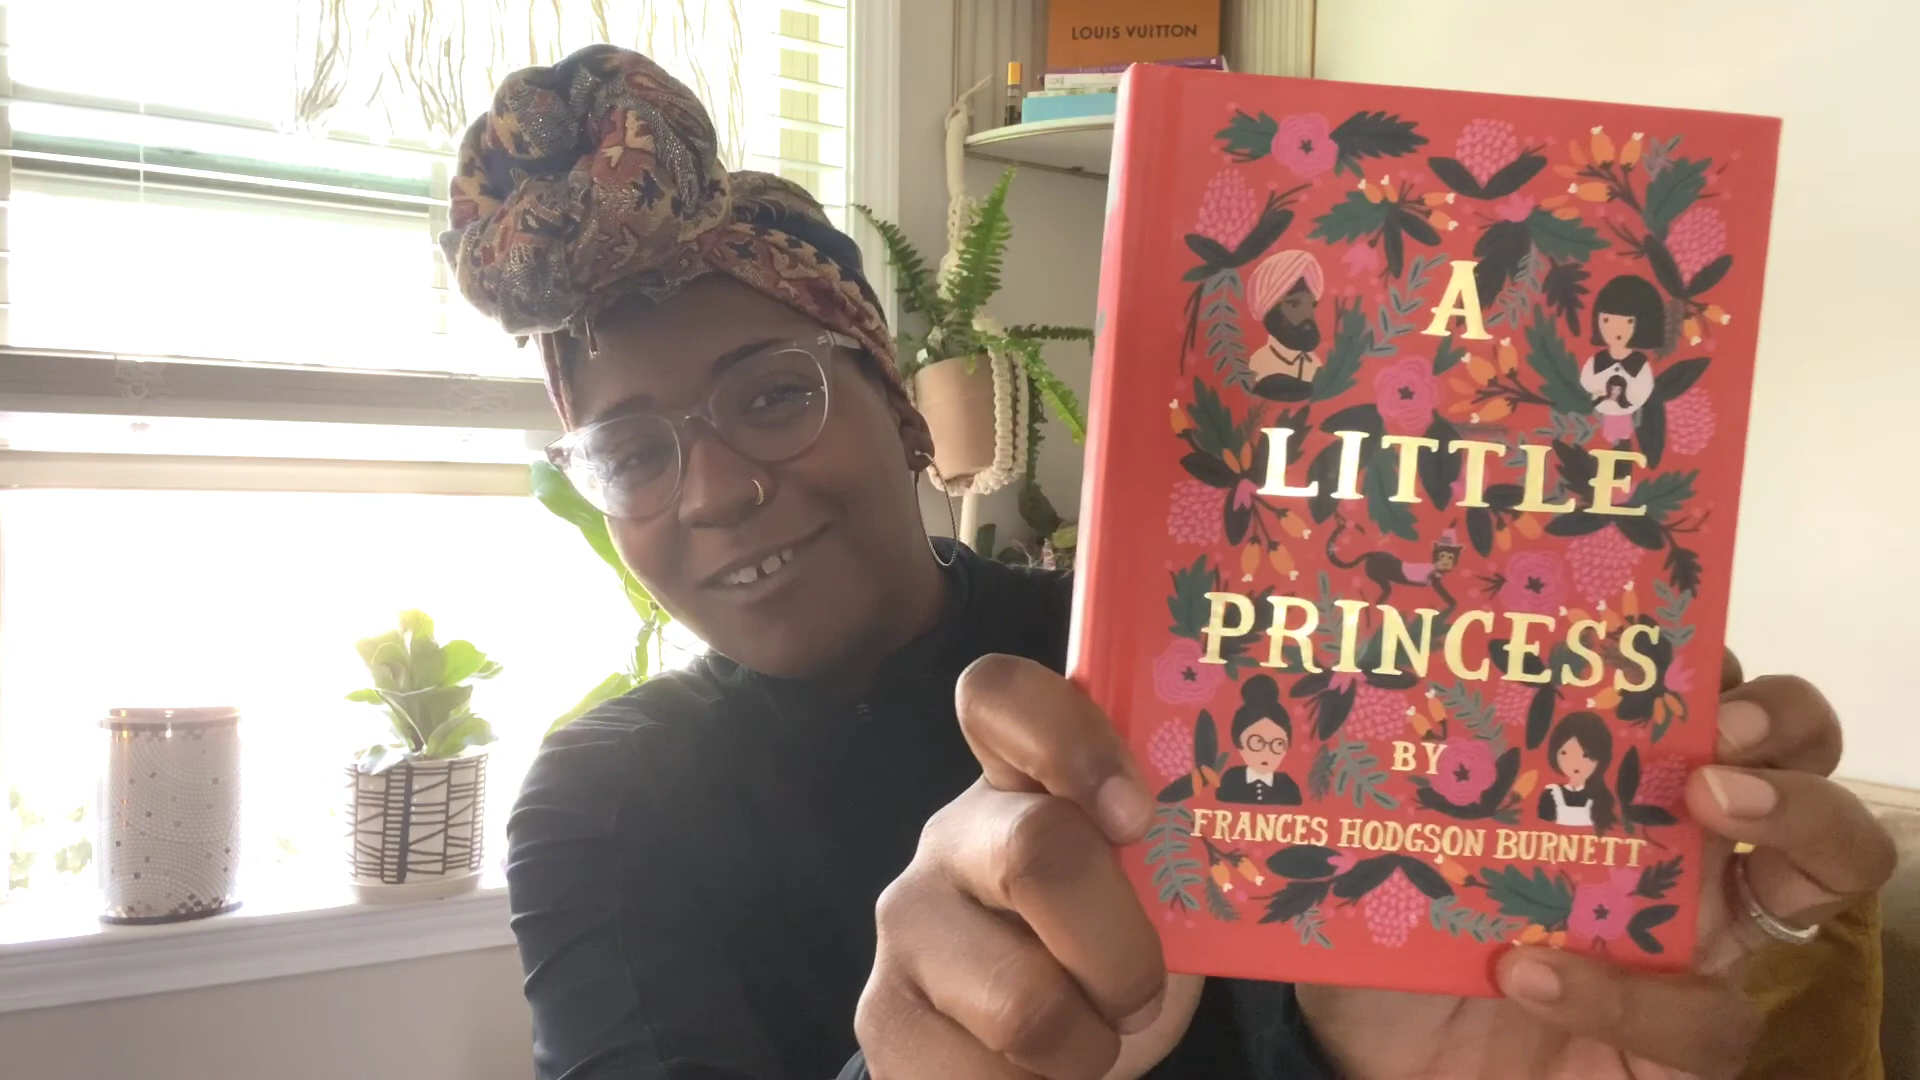 LOUIS VUITTON
A
LITTLE
PRINCESS
BY
FRANCES HODGSON BURNETT